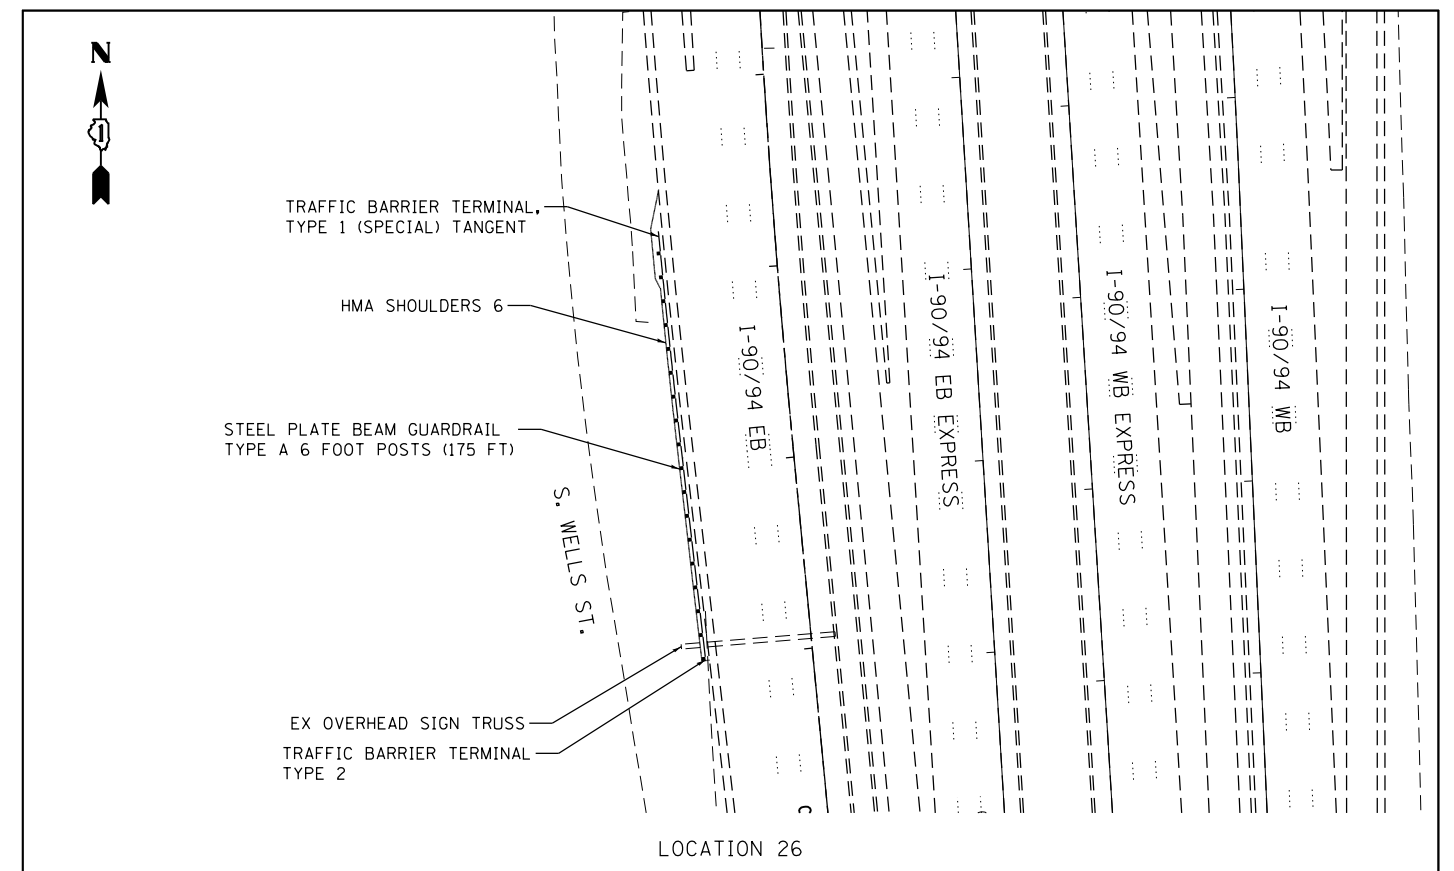 N
1
TRAFFIC BARRIER TERMINAL,
TYPE 1 (SPECIAL) TANGENT
HMA SHOULDERS 6
STEEL PLATE BEAM GUARDRAIL
TYPE A 6 FOOT POSTS (175 FT)
S. WELLS ST.
I-90/94 EB
I-90/94 EB EXPRESS
I-90/94 WB EXPRESS
I-90/94 WB
EX OVERHEAD SIGN TRUSS
TRAFFIC BARRIER TERMINAL
TYPE 2
LOCATION 26